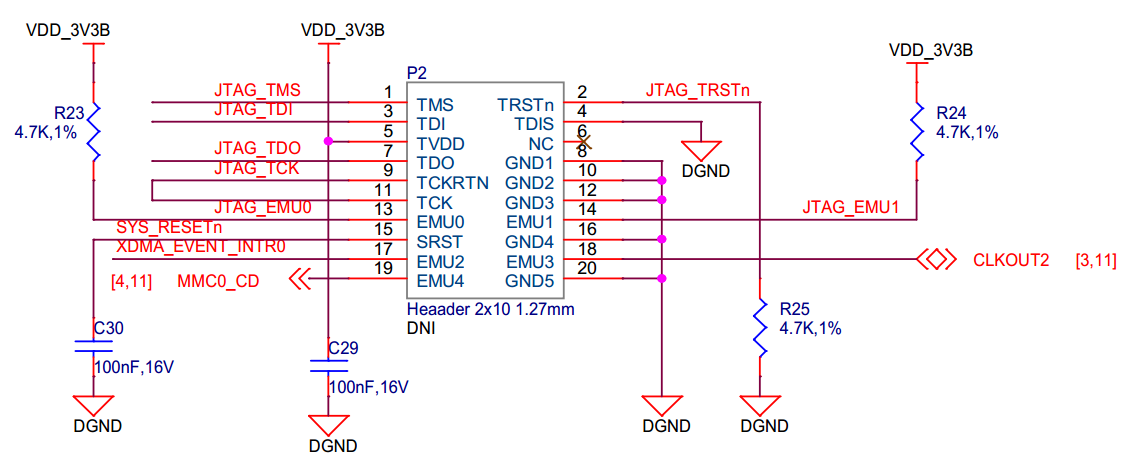 VDD_3V3B
VDD_3V3B
VDD_3V3B
P2
R23
4.7K,1%
R24
4.7K,1%
JTAG_TMS
1
TMS
TRSTn
2
JTAG_TRSTn
JTAG_TDI
3
TDI
TDIS
4
5
TVDD
NC
6
JTAG_TDO
7
TDO
GND1
8
DGND
JTAG_TCK
9
TCKRTN
GND2
10
11
TCK
GND3
12
JTAG_EMU0
13
EMU0
EMU1
14
JTAG_EMU1
SYS_RESETn
15
SRST
GND4
16
XDMA_EVENT_INTR0
17
EMU2
EMU3
18
CLKOUT2 [3,11]
[4,11] MMC0_CD
19
EMU4
GND5
20
Heaader 2x10 1.27mm
DNI
R25
4.7K,1%
C30
100nF,16V
C29
100nF,16V
DGND
DGND
DGND
DGND